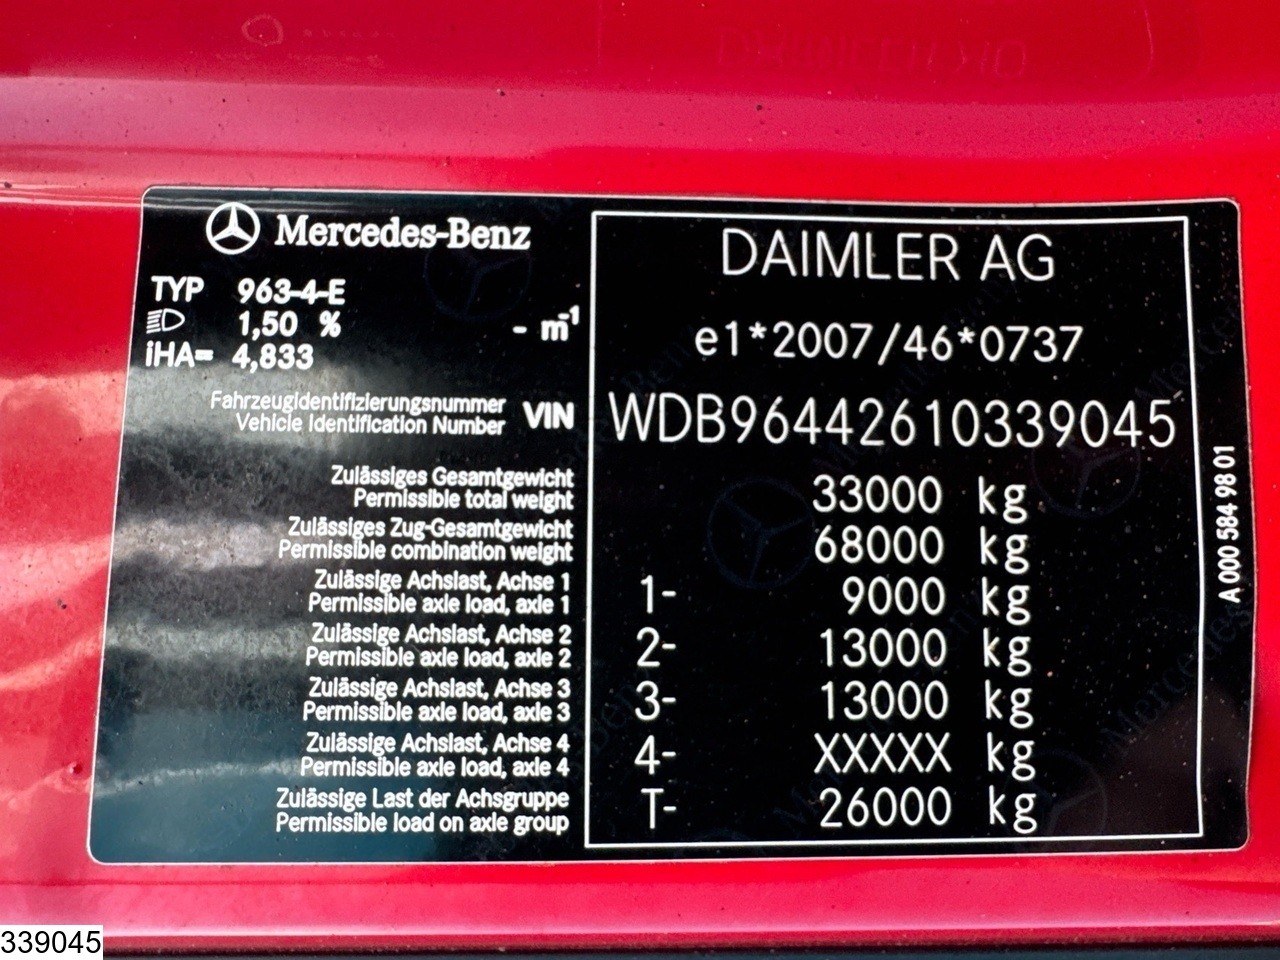 Mercedes-Benz
TYP 963-4-E
1,50 % - m⁻¹
iHA= 4,833
DAIMLER AG
e1*2007/46*0737
Fahrzeugidentifizierungsnummer
Vehicle Identification Number
VIN WDB96442610339045
Zulässiges Gesamtgewicht
Permissible total weight
33000 kg
Zulässiges Zug-Gesamtgewicht
Permissible combination weight
68000 kg
Zulässige Achslast, Achse 1
Permissible axle load, axle 1
1- 9000 kg
Zulässige Achslast, Achse 2
Permissible axle load, axle 2
2- 13000 kg
Zulässige Achslast, Achse 3
Permissible axle load, axle 3
3- 13000 kg
Zulässige Achslast, Achse 4
Permissible axle load, axle 4
4- XXXXX kg
Zulässige Last der Achsgruppe
Permissible load on axle group
T- 26000 kg
A 000 584 98 01
339045